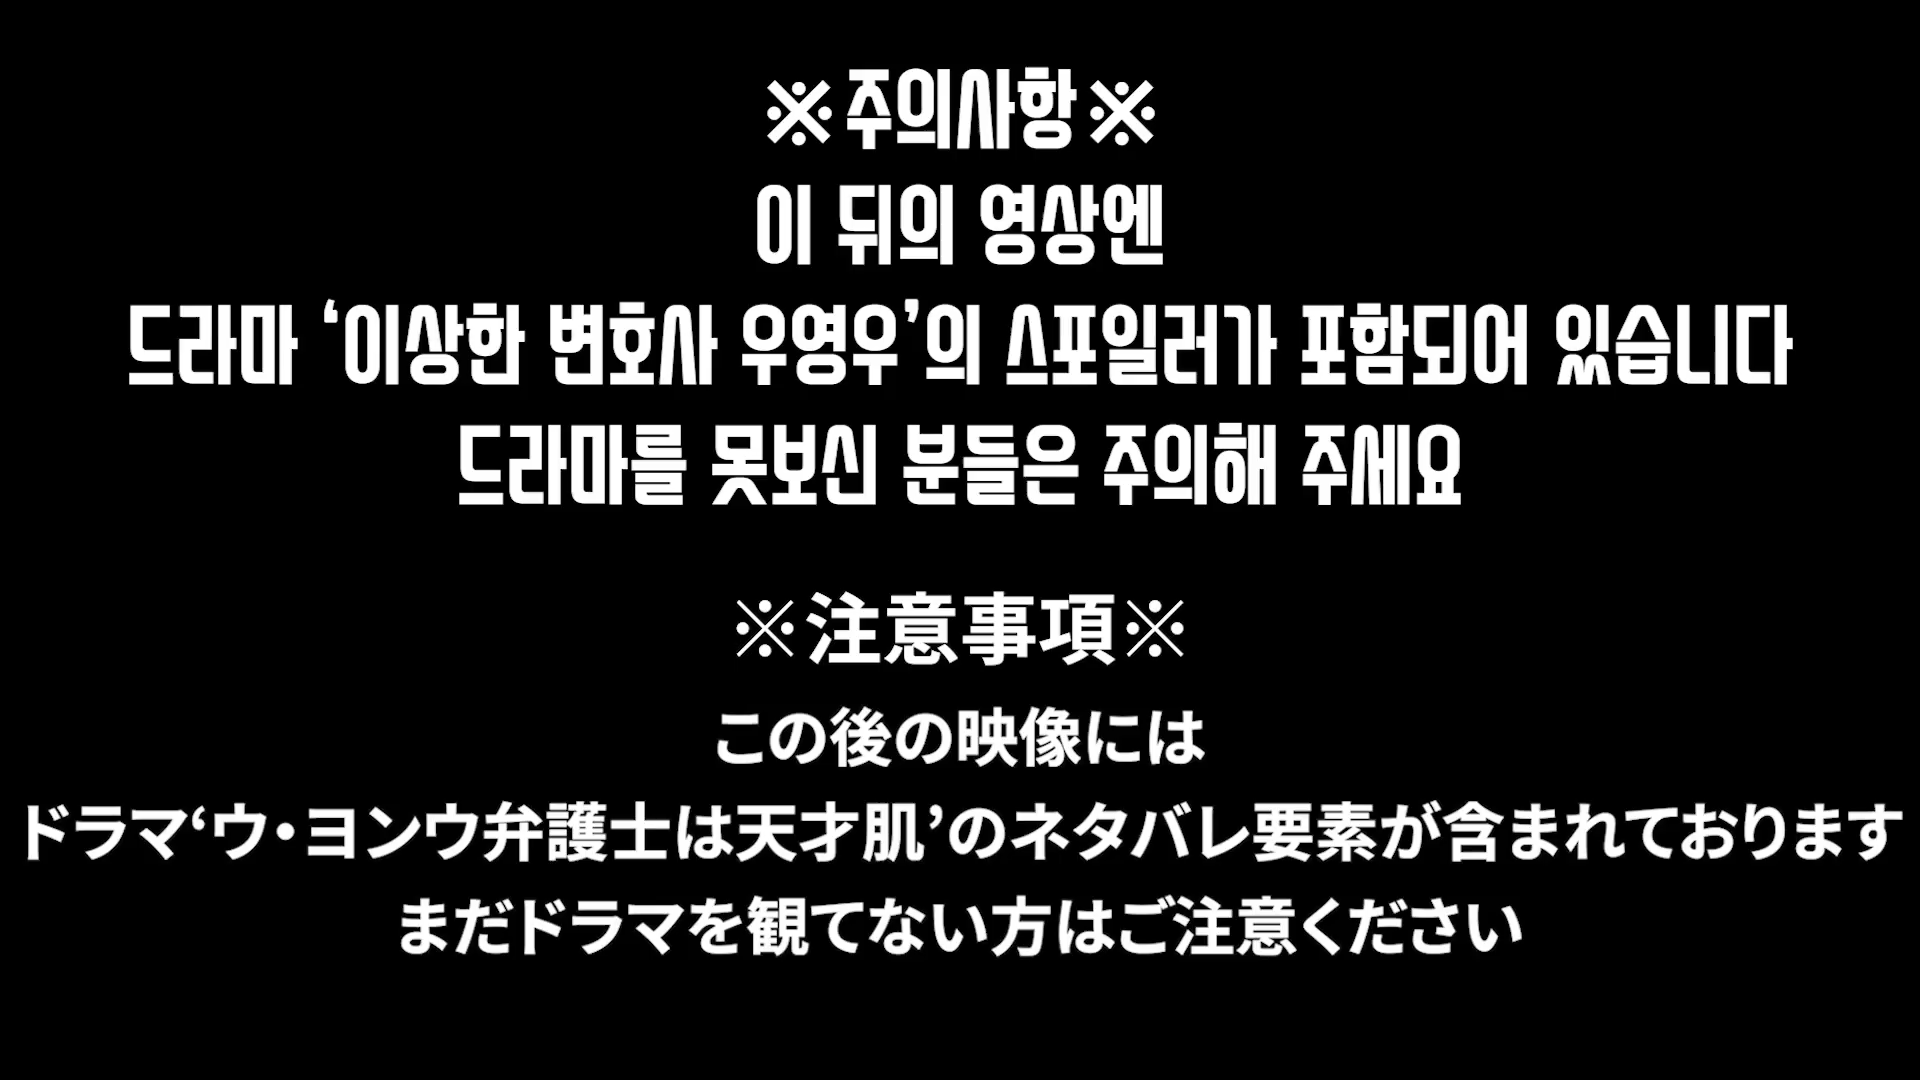 ※주의사항※
이 뒤의 영상엔
드라마 ‘이상한 변호사 우영우’의 스포일러가 포함되어 있습니다
드라마를 못보신 분들은 주의해 주세요
※注意事項※
この後の映像には
ドラマ‘ウ・ヨンウ弁護士は天才肌’のネタバレ要素が含まれております
まだドラマを観てない方はご注意ください